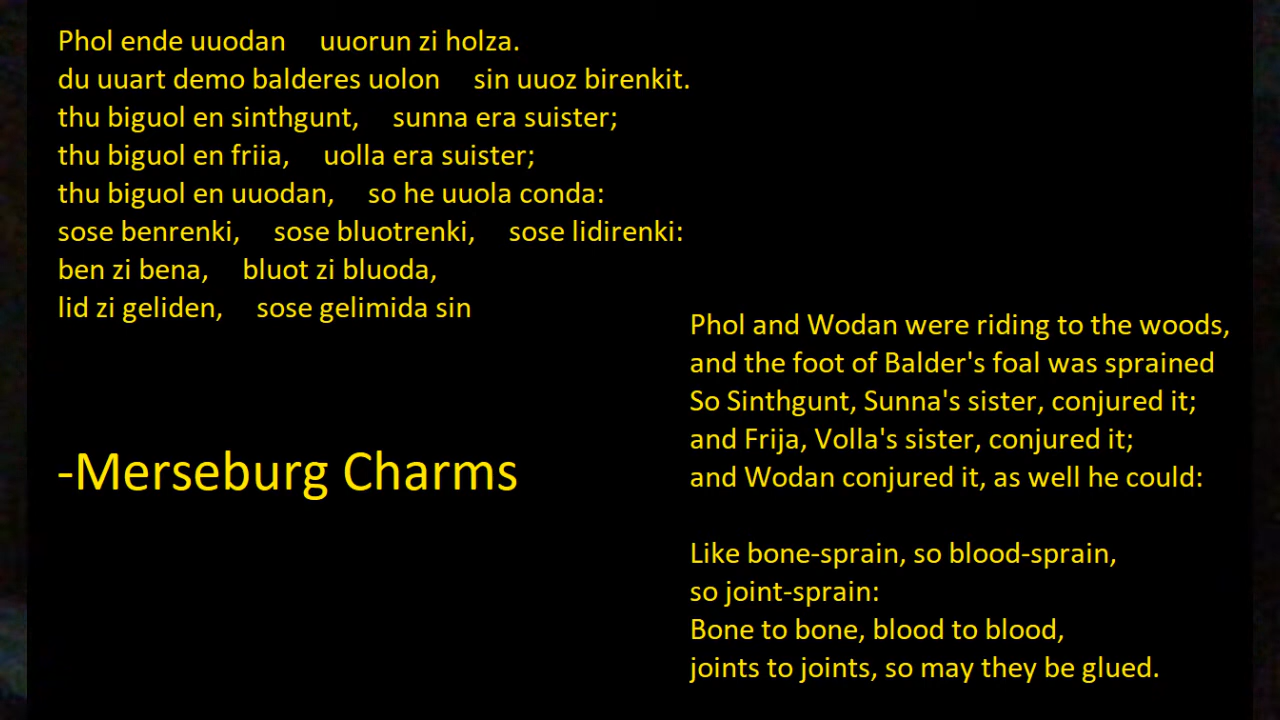 Phol ende uuodan uuorun zi holza.
du uuart demo balderes uolon sin uuoz birenkit.
thu biguol en sinthgunt, sunna era suister;
thu biguol en friia, uolla era suister;
thu biguol en uuodan, so he uuola conda:
sose benrenki, sose bluotrenki, sose lidirenki:
ben zi bena, bluot zi bluoda,
lid zi geliden, sose gelimida sin
-Merseburg Charms
Phol and Wodan were riding to the woods,
and the foot of Balder's foal was sprained
So Sinthgunt, Sunna's sister, conjured it;
and Frija, Volla's sister, conjured it;
and Wodan conjured it, as well he could:
Like bone-sprain, so blood-sprain,
so joint-sprain:
Bone to bone, blood to blood,
joints to joints, so may they be glued.